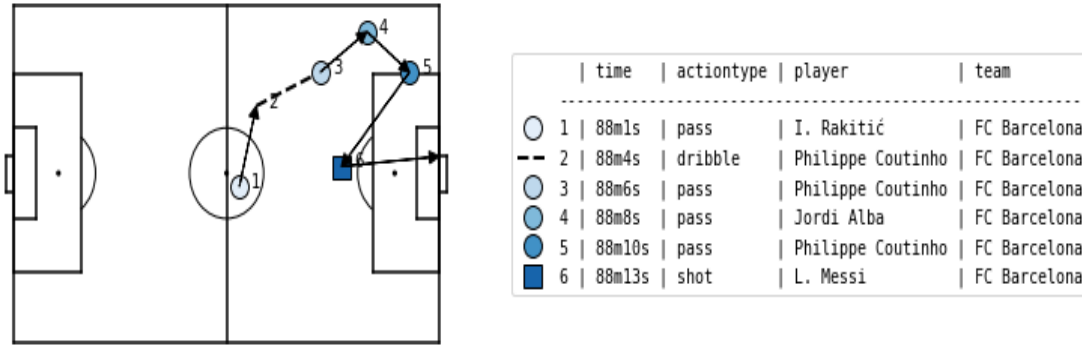 4
3
5
2
6
1
| time | actiontype | player | team
1 | 88m1s | pass | I. Rakitić | FC Barcelona
2 | 88m4s | dribble | Philippe Coutinho | FC Barcelona
3 | 88m6s | pass | Philippe Coutinho | FC Barcelona
4 | 88m8s | pass | Jordi Alba | FC Barcelona
5 | 88m10s | pass | Philippe Coutinho | FC Barcelona
6 | 88m13s | shot | L. Messi | FC Barcelona